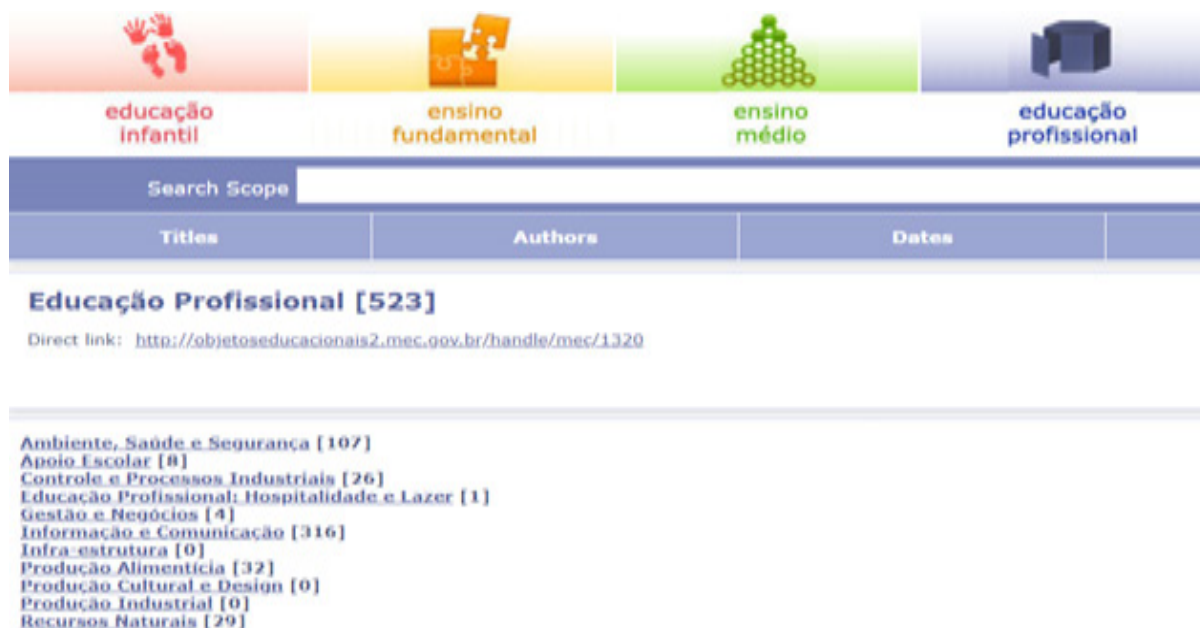 educação
infantil
ensino
fundamental
ensino
médio
educação
profissional
Search Scope
Titles Authors Dates
Educação Profissional [523]
Direct link: http://objetoseducacionais2.mec.gov.br/handle/mec/1320
Ambiente, Saúde e Segurança [107]
Apoio Escolar [8]
Controle e Processos Industriais [26]
Educação Profissional: Hospitalidade e Lazer [1]
Gestão e Negócios [4]
Informação e Comunicação [316]
Infra-estrutura [0]
Produção Alimentícia [32]
Produção Cultural e Design [0]
Produção Industrial [0]
Recursos Naturais [29]